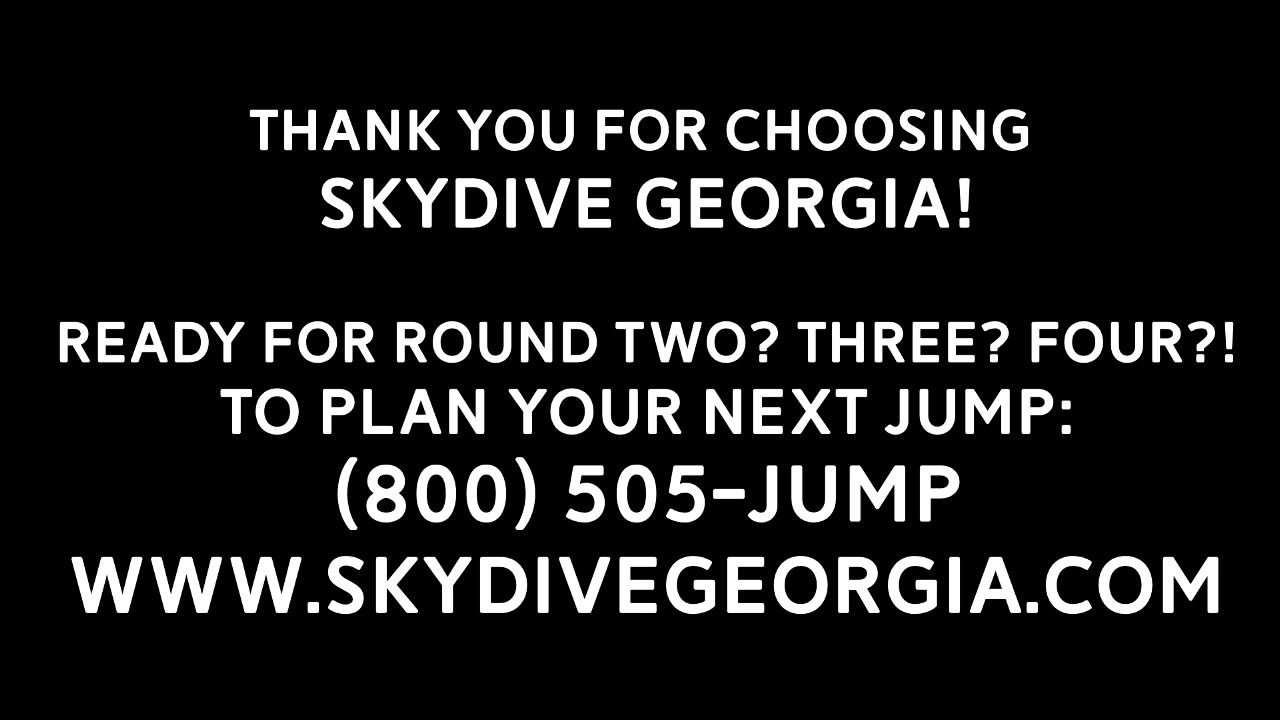 THANK YOU FOR CHOOSING
SKYDIVE GEORGIA!
READY FOR ROUND TWO? THREE? FOUR?!
TO PLAN YOUR NEXT JUMP:
(800) 505-JUMP
WWW.SKYDIVEGEORGIA.COM